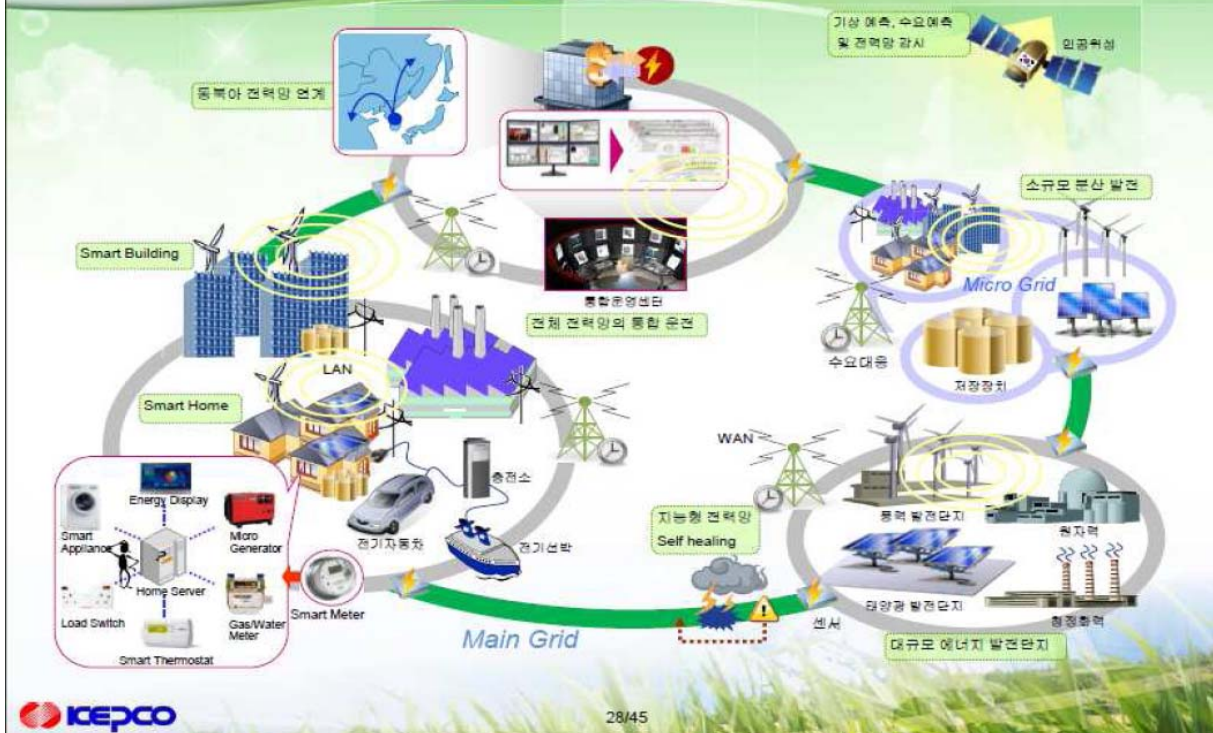 기상 예측, 수요예측
및 전력망 감시
인공위성
동북아 전력망 연계
소규모 분산 발전
Smart Building
Micro Grid
통합운영센터
전체 전력망의 통합 운전
수요대응
저장장치
LAN
Smart Home
WAN
충전소
Energy Display
Smart
Appliance
Micro
Generator
전기자동차
전기선박
지능형 전력망
Self healing
풍력 발전단지
원자력
Home Server
Smart Meter
Load Switch
Gas/Water
Meter
Smart Thermostat
Main Grid
센서
태양광 발전단지
청정화력
대규모 에너지 발전단지
KEPCO
28/45